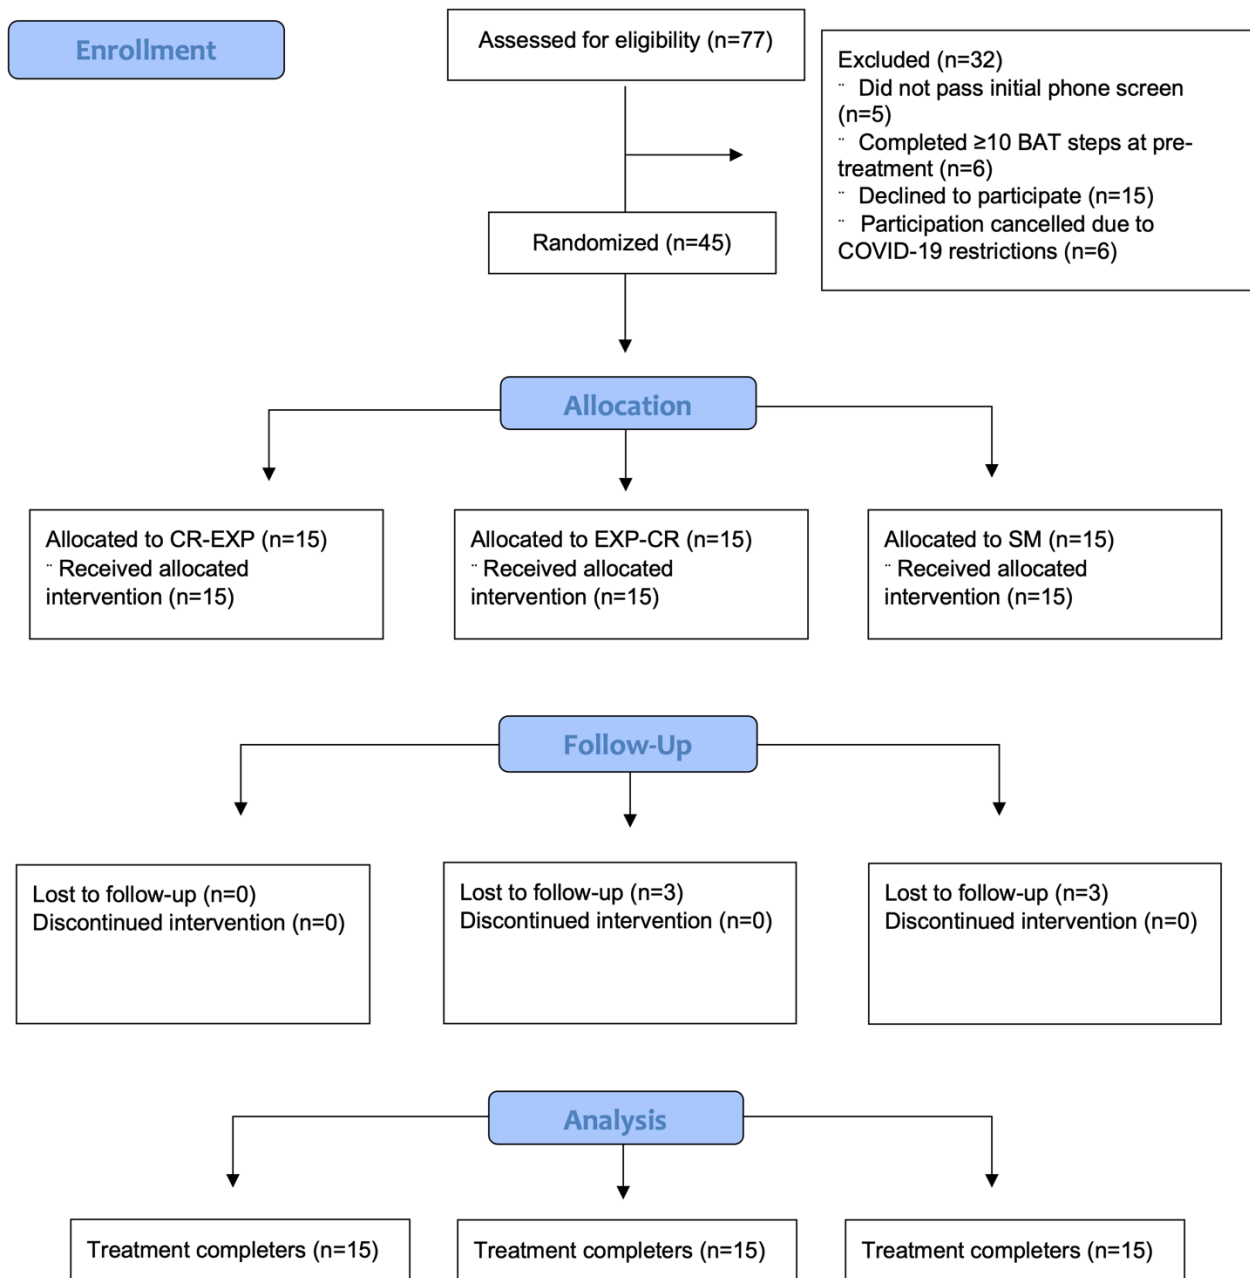 Enrollment
Assessed for eligibility (n=77)
Excluded (n=32)
¨ Did not pass initial phone screen
(n=5)
¨ Completed ≥10 BAT steps at pre-
treatment (n=6)
¨ Declined to participate (n=15)
¨ Participation cancelled due to
COVID-19 restrictions (n=6)
Randomized (n=45)
Allocation
Allocated to CR-EXP (n=15)
¨ Received allocated
intervention (n=15)
Allocated to EXP-CR (n=15)
¨ Received allocated
intervention (n=15)
Allocated to SM (n=15)
¨ Received allocated
intervention (n=15)
Follow-Up
Lost to follow-up (n=0)
Discontinued intervention (n=0)
Lost to follow-up (n=3)
Discontinued intervention (n=0)
Lost to follow-up (n=3)
Discontinued intervention (n=0)
Analysis
Treatment completers (n=15)
Treatment completers (n=15)
Treatment completers (n=15)